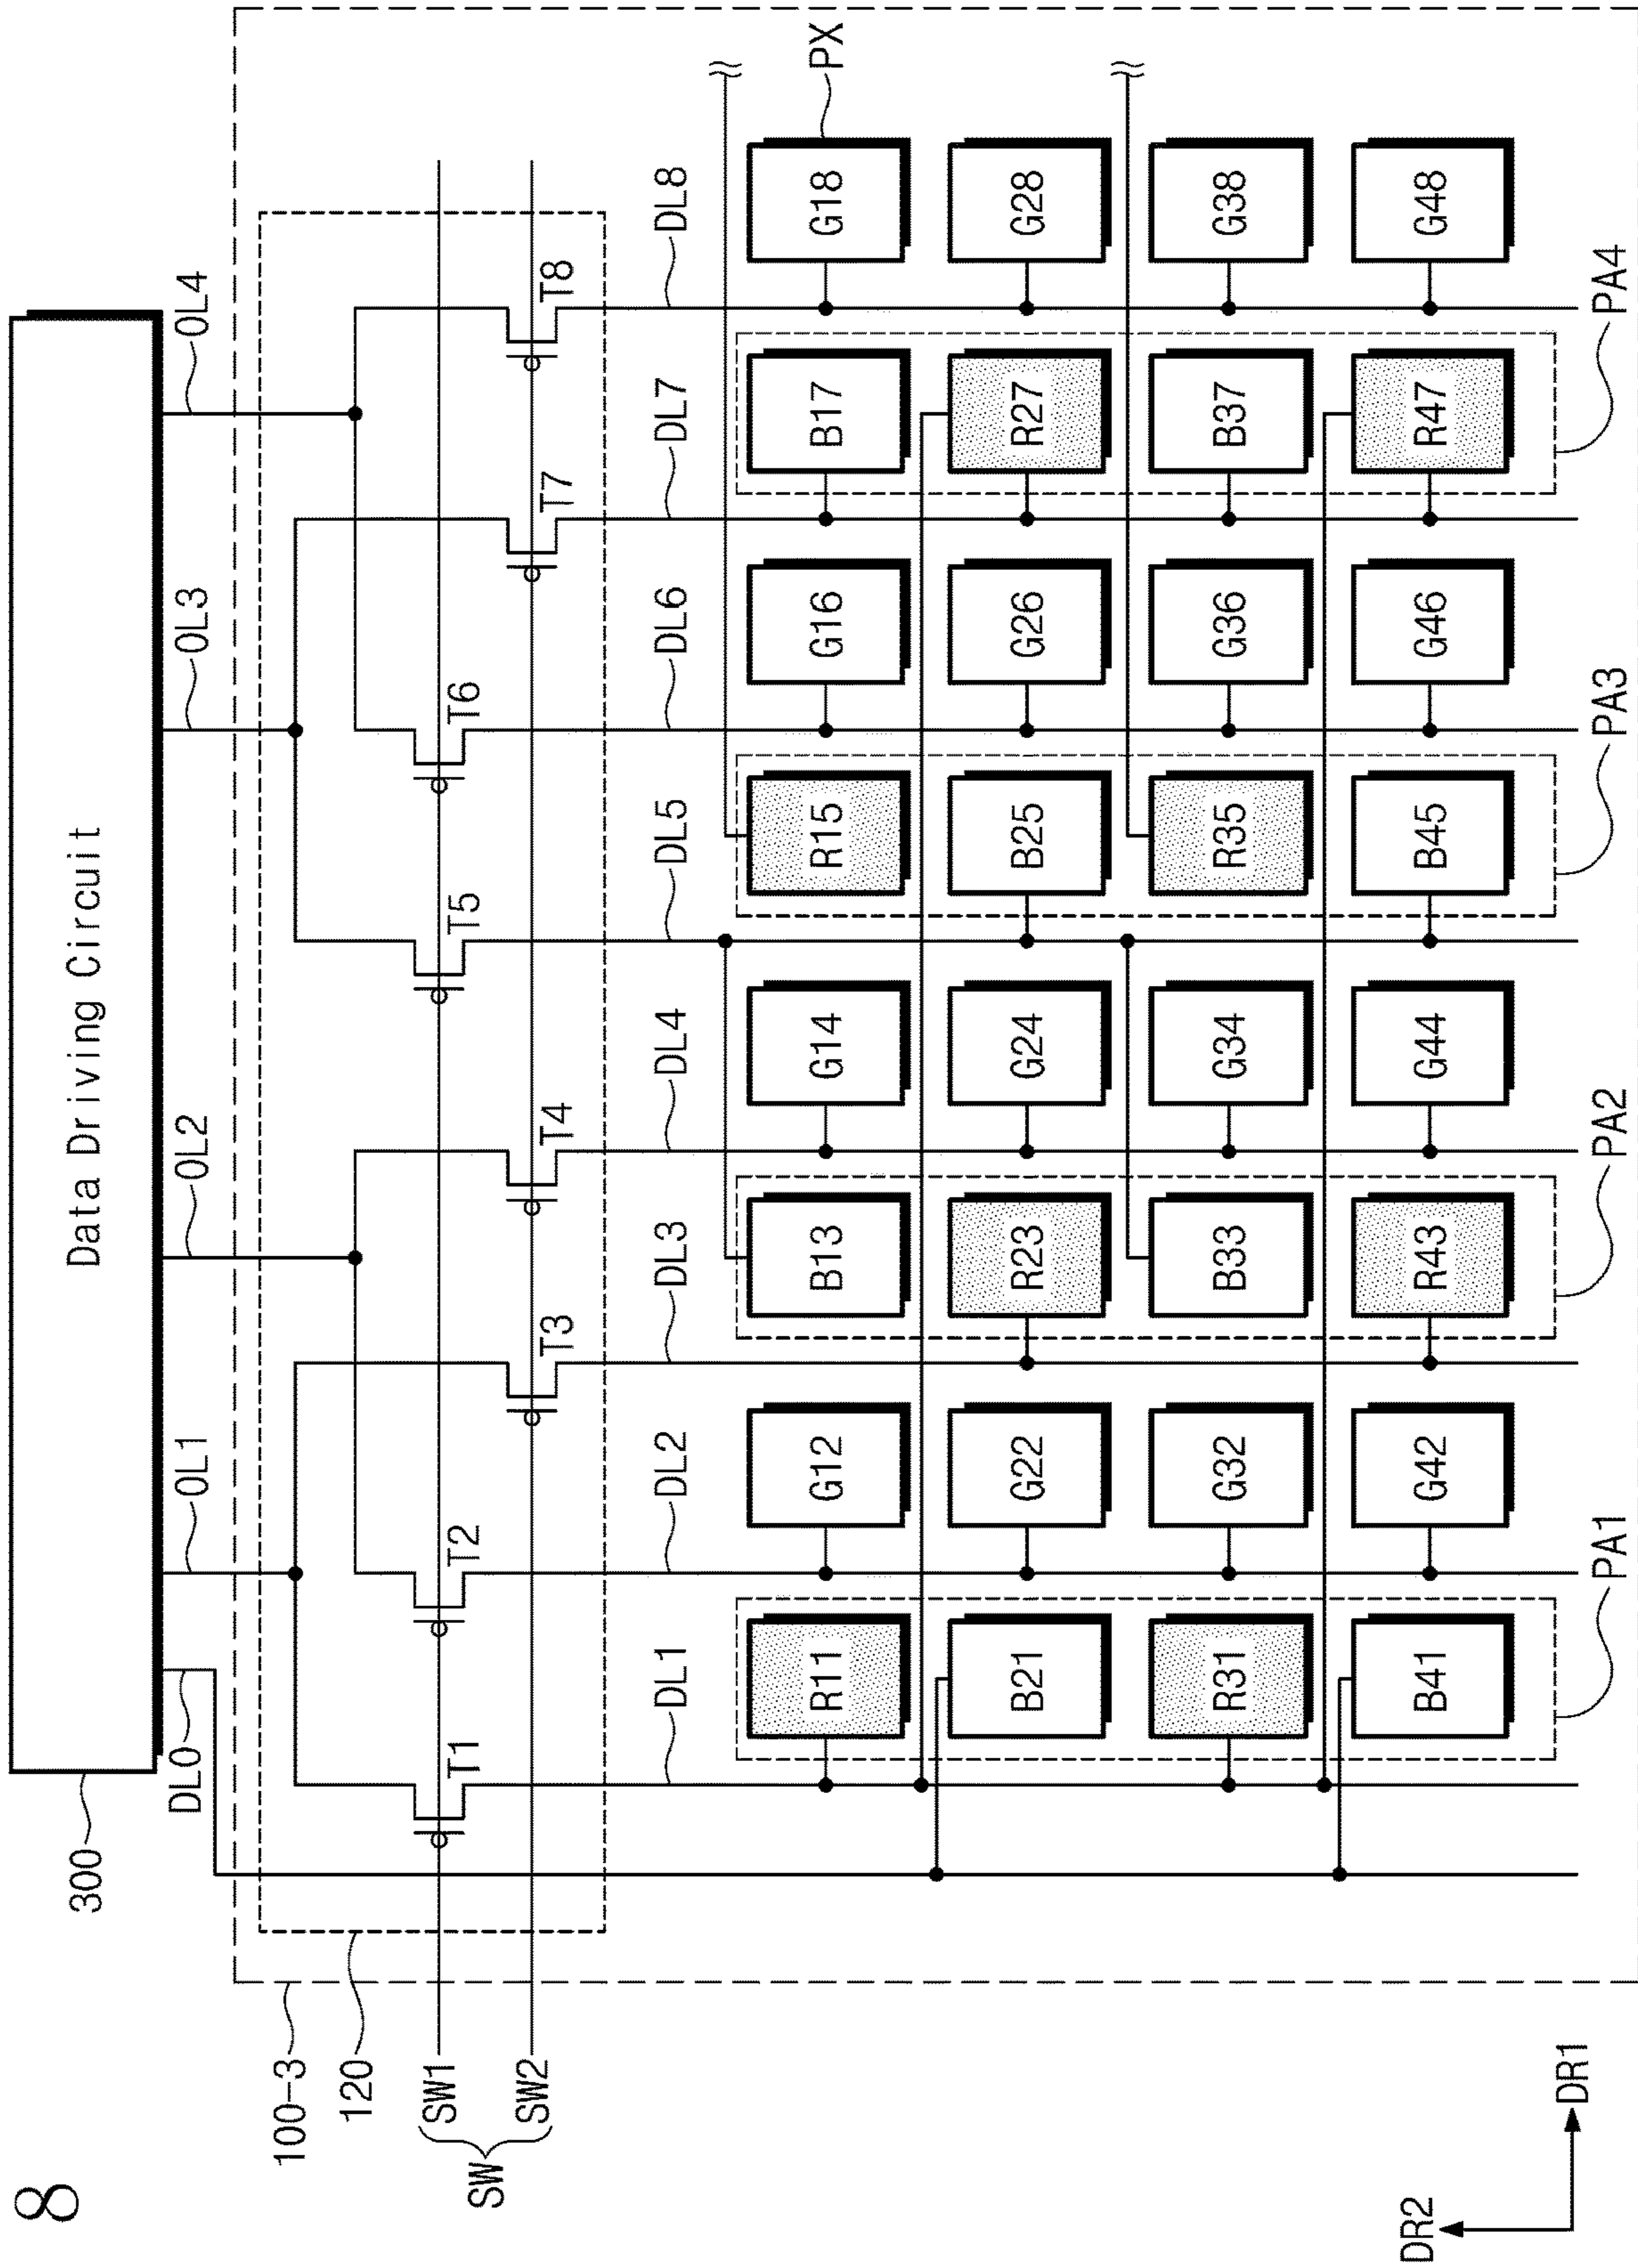 8
300
Data Driving Circuit
DL0
OL1
OL2
OL3
OL4
100-3
120
SW
SW1
SW2
T1
T2
T5
T6
T3
T4
T7
T8
DL1
DL2
DL3
DL4
DL5
DL6
DL7
DL8
PX
R11
G12
B13
G14
R15
G16
B17
G18
B21
G22
R23
G24
B25
G26
R27
G28
R31
G32
B33
G34
R35
G36
B37
G38
B41
G42
R43
G44
B45
G46
R47
G48
PA1
PA2
PA3
PA4
DR2
DR1